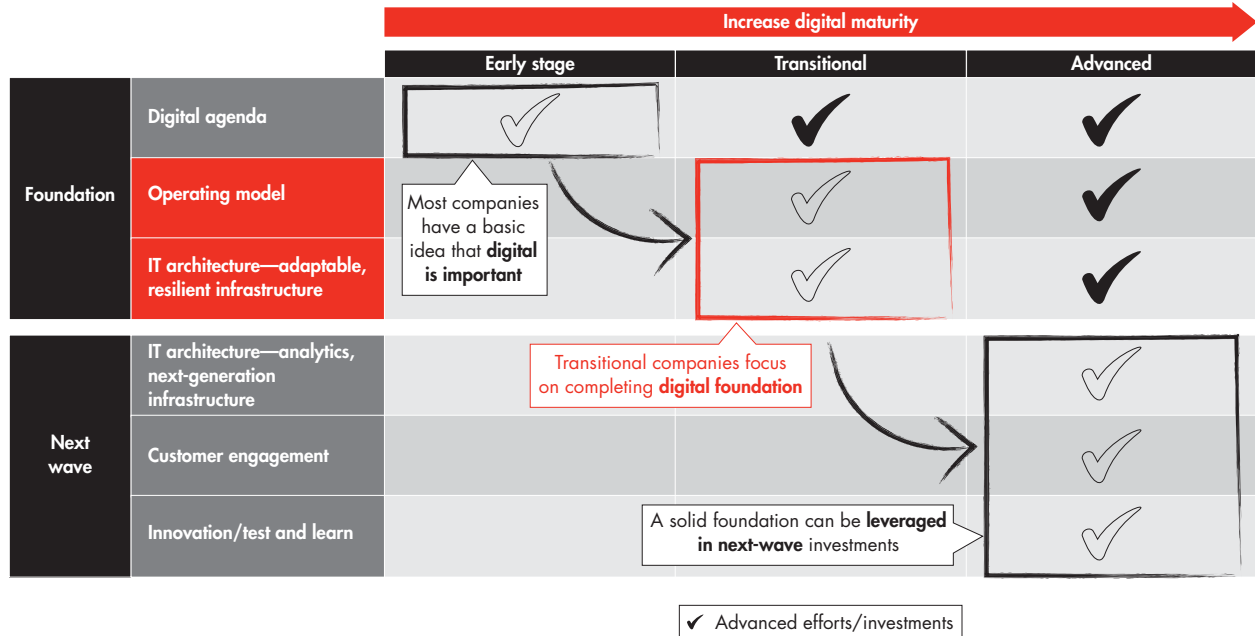 Increase digital maturity
Early stage
Transitional
Advanced
Foundation
Digital agenda
Operating model
IT architecture—adaptable,
resilient infrastructure
Most companies
have a basic
idea that digital
is important
Transitional companies focus
on completing digital foundation
Next
wave
IT architecture—analytics,
next-generation
infrastructure
Customer engagement
Innovation/test and learn
A solid foundation can be leveraged
in next-wave investments
✔ Advanced efforts/investments